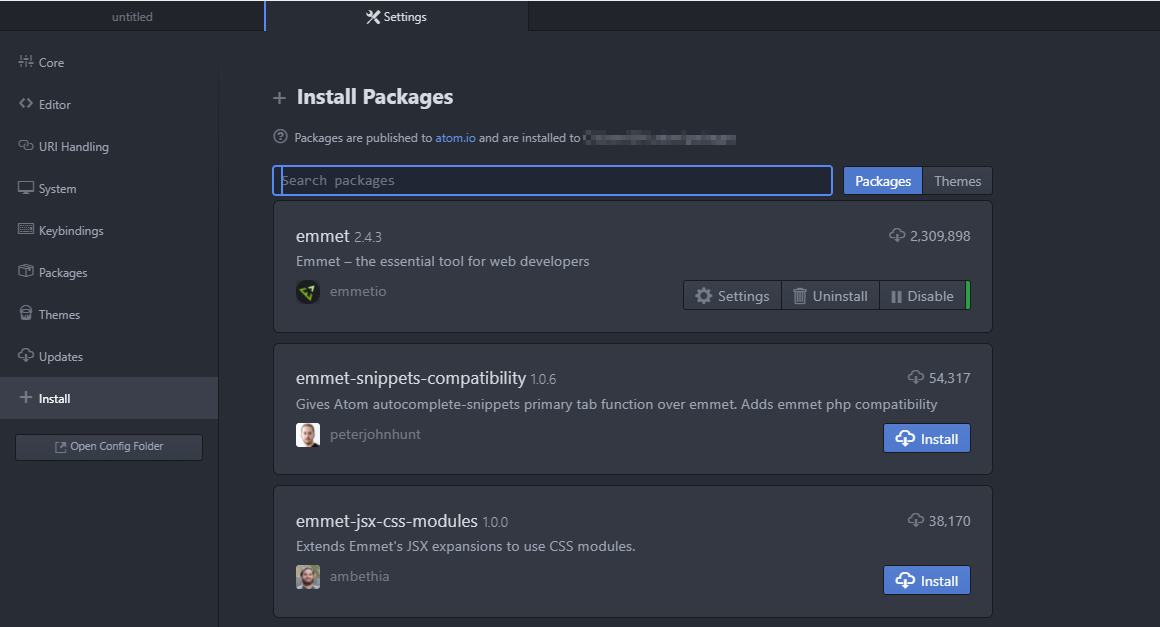 untitled
Settings
Core
Editor
URI Handling
System
Keybindings
Packages
Themes
Updates
Install
Open Config Folder
Install Packages
Packages are published to atom.io and are installed to
Search packages
Packages Themes
emmet 2.4.3
2,309,898
Emmet – the essential tool for web developers
emmetio
Settings Uninstall Disable
emmet-snippets-compatibility 1.0.6
54,317
Gives Atom autocomplete-snippets primary tab function over emmet. Adds emmet php compatibility
peterjohnhunt
Install
emmet-jsx-css-modules 1.0.0
38,170
Extends Emmet's JSX expansions to use CSS modules.
ambethia
Install